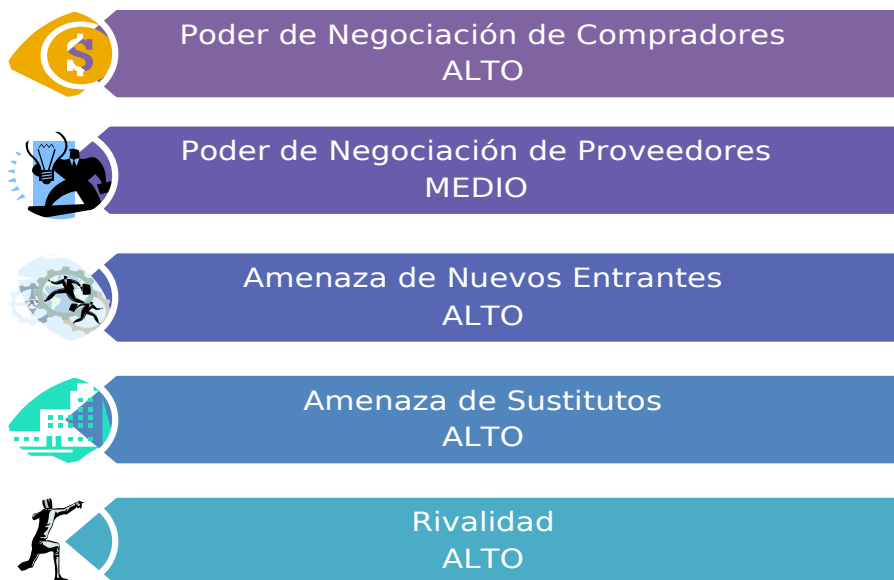 Poder de Negociación de Compradores
ALTO
Poder de Negociación de Proveedores
MEDIO
Amenaza de Nuevos Entrantes
ALTO
Amenaza de Sustitutos
ALTO
Rivalidad
ALTO